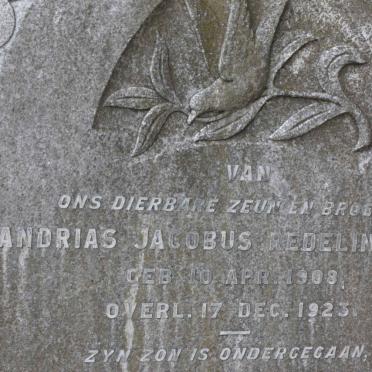 VAN
ONS DIERBARE ZEUN EN BROE
ANDRIAS JACOBUS REDELIN
GEB. 10 APR. 1908,
OVERL. 17 DEC. 1923.
ZYN ZON IS ONDERGEGAAN,